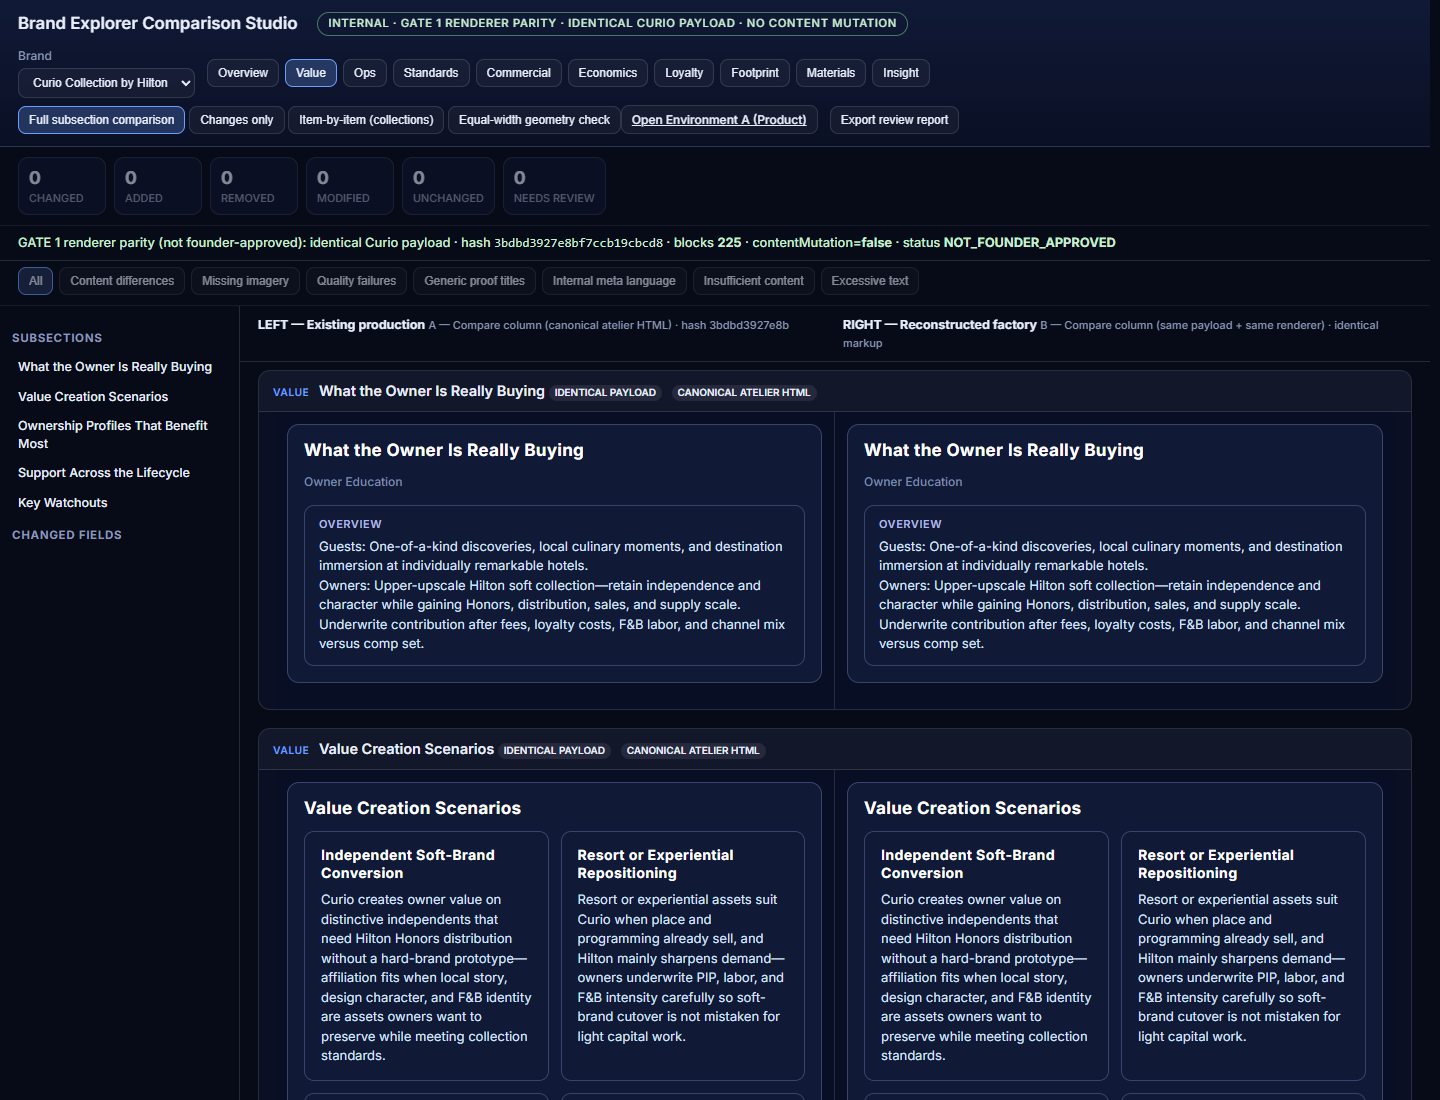 Brand Explorer Comparison Studio
INTERNAL · GATE 1 RENDERER PARITY · IDENTICAL CURIO PAYLOAD · NO CONTENT MUTATION
Brand
Curio Collection by Hilton
Overview
Value
Ops
Standards
Commercial
Economics
Loyalty
Footprint
Materials
Insight
Full subsection comparison
Changes only
Item-by-item (collections)
Equal-width geometry check
Open Environment A (Product)
Export review report
0
CHANGED
0
ADDED
0
REMOVED
0
MODIFIED
0
UNCHANGED
0
NEEDS REVIEW
GATE 1 renderer parity (not founder-approved): identical Curio payload · hash 3bdbd3927e8bf7ccb19cbcd8 · blocks 225 · contentMutation=false · status NOT_FOUNDER_APPROVED
All
Content differences
Missing imagery
Quality failures
Generic proof titles
Internal meta language
Insufficient content
Excessive text
SUBSECTIONS
What the Owner Is Really Buying
Value Creation Scenarios
Ownership Profiles That Benefit
Most
Support Across the Lifecycle
Key Watchouts
CHANGED FIELDS
LEFT — Existing production A — Compare column (canonical atelier HTML) · hash 3bdbd3927e8b
RIGHT — Reconstructed factory B — Compare column (same payload + same renderer) · identical
markup
VALUE What the Owner Is Really Buying IDENTICAL PAYLOAD CANONICAL ATELIER HTML
What the Owner Is Really Buying
Owner Education
OVERVIEW
Guests: One-of-a-kind discoveries, local culinary moments, and destination
immersion at individually remarkable hotels.
Owners: Upper-upscale Hilton soft collection—retain independence and
character while gaining Honors, distribution, sales, and supply scale.
Underwrite contribution after fees, loyalty costs, F&B labor, and channel mix
versus comp set.
What the Owner Is Really Buying
Owner Education
OVERVIEW
Guests: One-of-a-kind discoveries, local culinary moments, and destination
immersion at individually remarkable hotels.
Owners: Upper-upscale Hilton soft collection—retain independence and
character while gaining Honors, distribution, sales, and supply scale.
Underwrite contribution after fees, loyalty costs, F&B labor, and channel mix
versus comp set.
VALUE Value Creation Scenarios IDENTICAL PAYLOAD CANONICAL ATELIER HTML
Value Creation Scenarios
Independent Soft-Brand
Conversion
Curio creates owner value on
distinctive independents that
need Hilton Honors distribution
without a hard-brand prototype—
affiliation fits when local story,
design character, and F&B identity
are assets owners want to
preserve while meeting collection
standards.
Resort or Experiential
Repositioning
Resort or experiential assets suit
Curio when place and
programming already sell, and
Hilton mainly sharpens demand—
owners underwrite PIP, labor, and
F&B intensity carefully so soft-
brand cutover is not mistaken for
light capital work.
Value Creation Scenarios
Independent Soft-Brand
Conversion
Curio creates owner value on
distinctive independents that
need Hilton Honors distribution
without a hard-brand prototype—
affiliation fits when local story,
design character, and F&B identity
are assets owners want to
preserve while meeting collection
standards.
Resort or Experiential
Repositioning
Resort or experiential assets suit
Curio when place and
programming already sell, and
Hilton mainly sharpens demand—
owners underwrite PIP, labor, and
F&B intensity carefully so soft-
brand cutover is not mistaken for
light capital work.